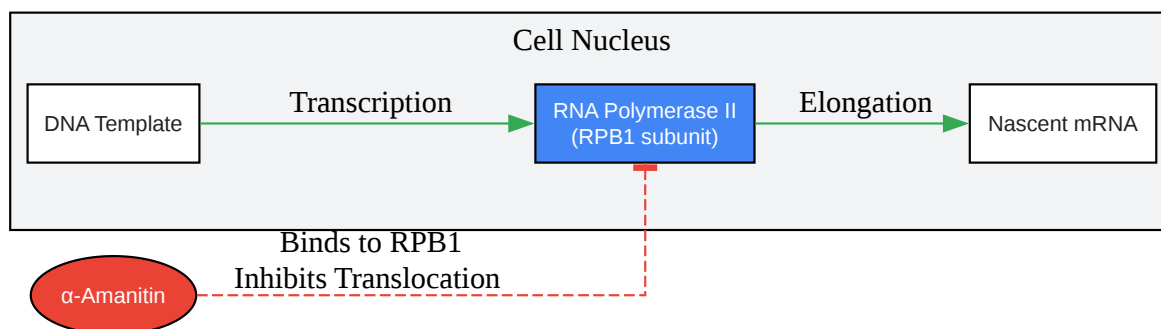 Cell Nucleus
DNA Template
Transcription
RNA Polymerase II
(RPB1 subunit)
Elongation
Nascent mRNA
Binds to RPB1
Inhibits Translocation
α-Amanitin